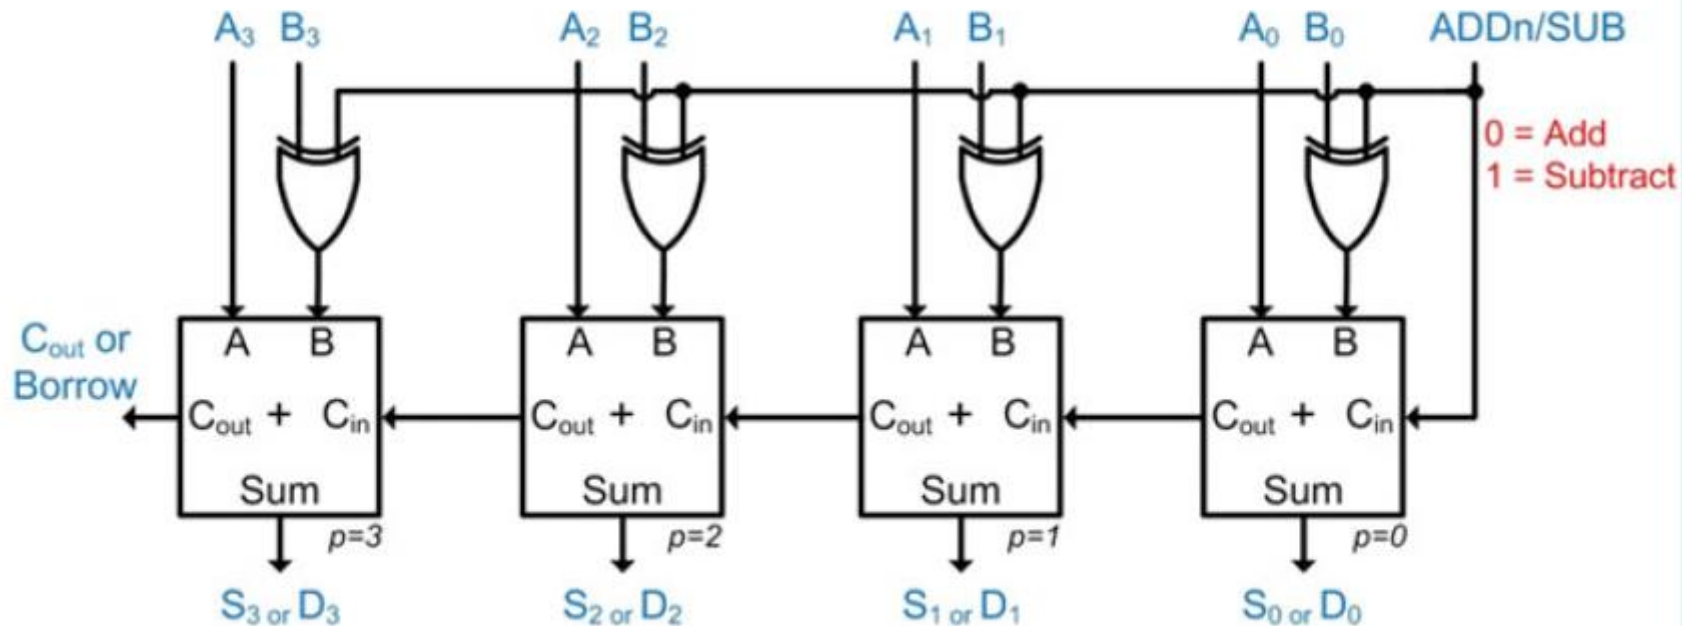 A3 B3 A2 B2 A1 B1 A0 B0 ADDn/SUB
0 = Add
1 = Subtract
Cout or
Borrow
A B A B A B A B
Cout + Cin Cout + Cin Cout + Cin Cout + Cin
Sum Sum Sum Sum
p=3 p=2 p=1 p=0
S3 or D3 S2 or D2 S1 or D1 S0 or D0